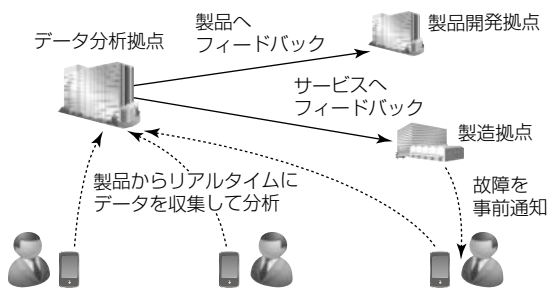 データ分析拠点
製品へ
フィードバック
製品開発拠点
サービスへ
フィードバック
製造拠点
製品からリアルタイムに
データを収集して分析
故障を
事前通知